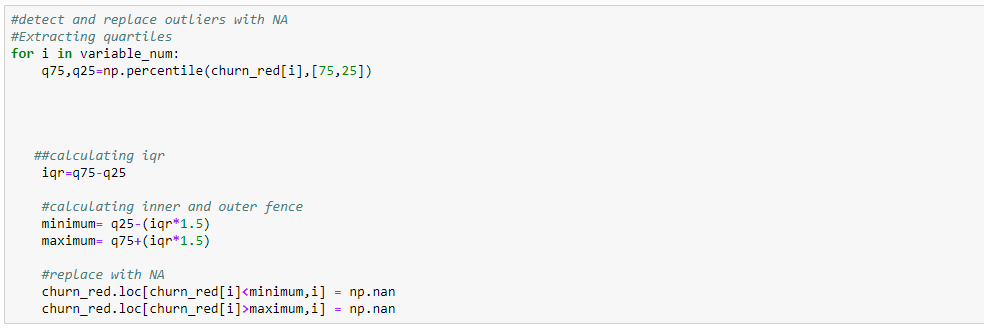 #detect and replace outliers with NA
#Extracting quartiles
for i in variable_num:
    q75,q25=np.percentile(churn_red[i],[75,25])
   ##calculating iqr
    iqr=q75-q25
    #calculating inner and outer fence
    minimum= q25-(iqr*1.5)
    maximum= q75+(iqr*1.5)
    #replace with NA
    churn_red.loc[churn_red[i]<minimum,i] = np.nan
    churn_red.loc[churn_red[i]>maximum,i] = np.nan